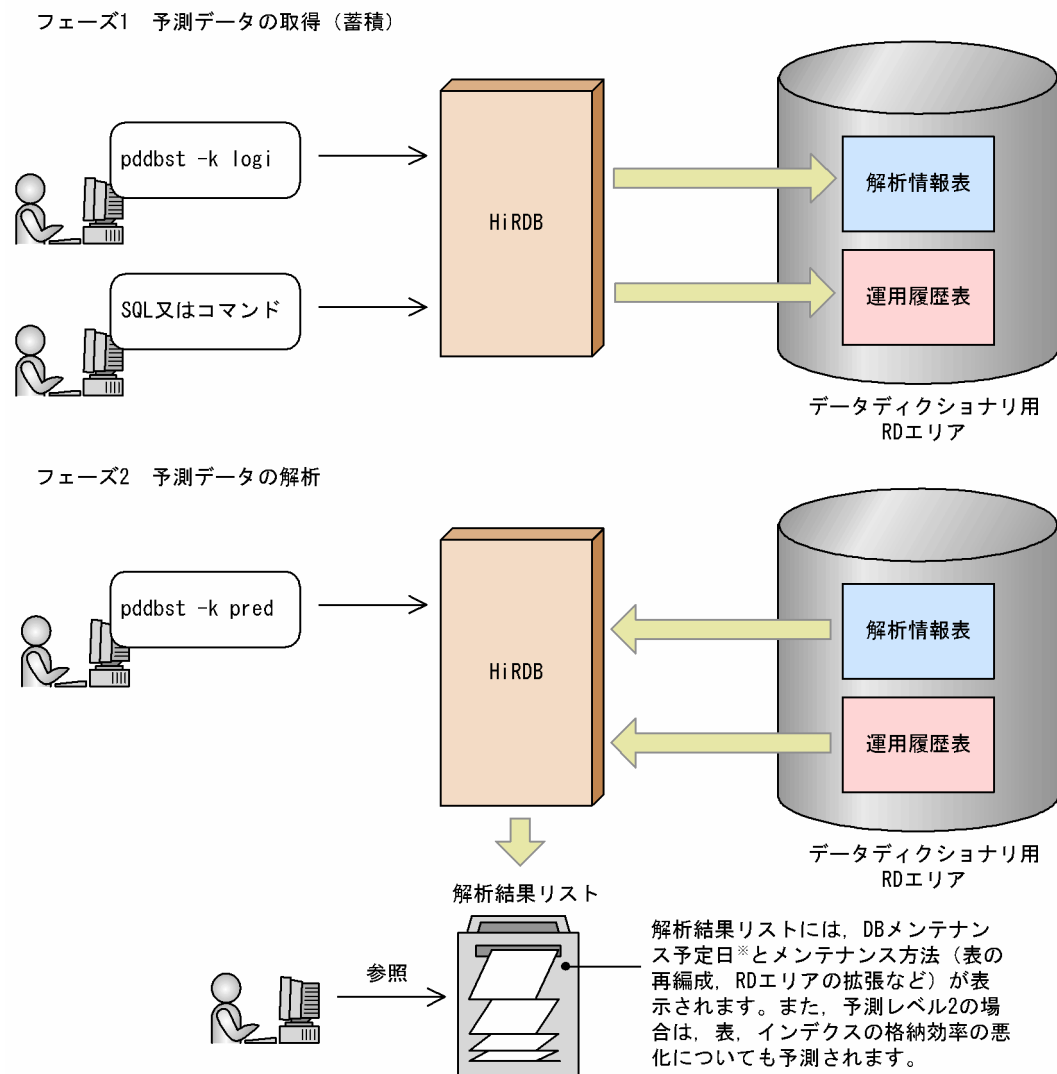 フェーズ1　予測データの取得（蓄積）
pddbst -k logi
SQL又はコマンド
HiRDB
解析情報表
運用履歴表
データディクショナリ用
RDエリア
フェーズ2　予測データの解析
pddbst -k pred
HiRDB
解析情報表
運用履歴表
データディクショナリ用
RDエリア
解析結果リスト
参照
解析結果リストには，DBメンテナン
ス予定日※とメンテナンス方法（表の
再編成，RDエリアの拡張など）が表
示されます。また，予測レベル2の場
合は，表，インデクスの格納効率の悪
化についても予測されます。